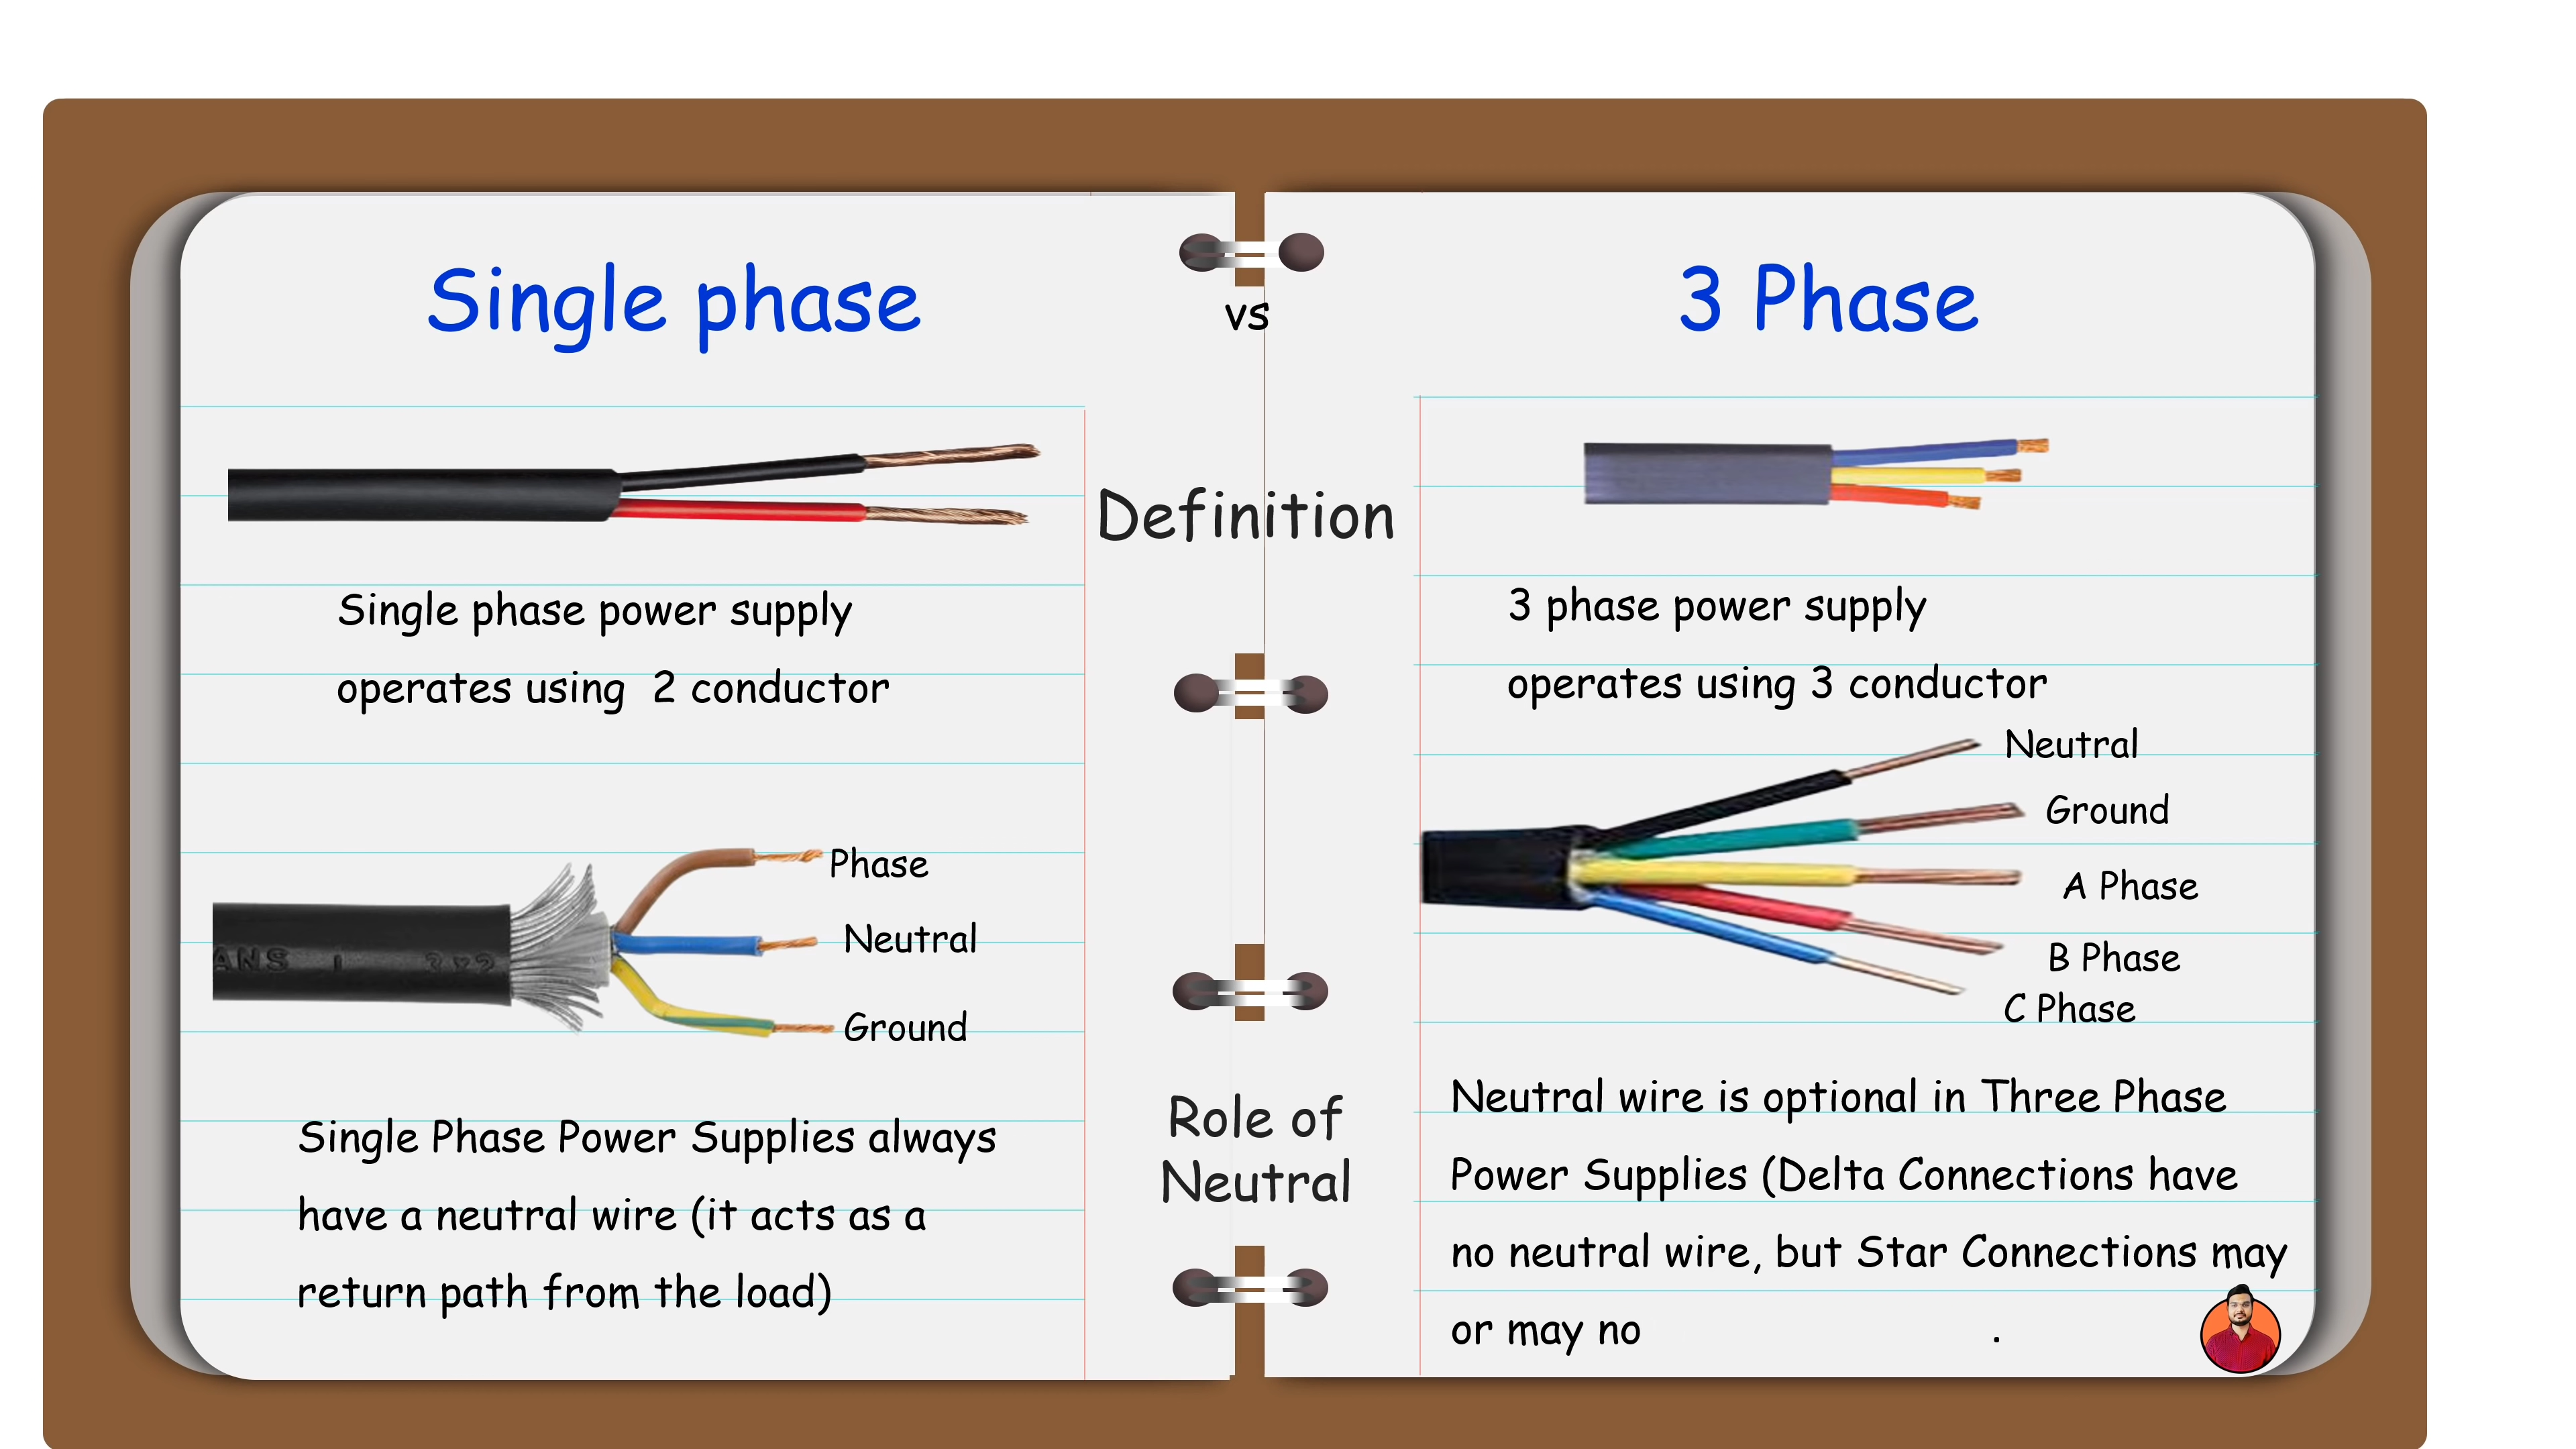 Single phase
vs
3 Phase
Definition
Single phase power supply
operates using 2 conductor
3 phase power supply
operates using 3 conductor
Phase
Neutral
Ground
Neutral
Ground
A Phase
B Phase
C Phase
Single Phase Power Supplies always
have a neutral wire (it acts as a
return path from the load)
Role of
Neutral
Neutral wire is optional in Three Phase
Power Supplies (Delta Connections have
no neutral wire, but Star Connections may
or may no .